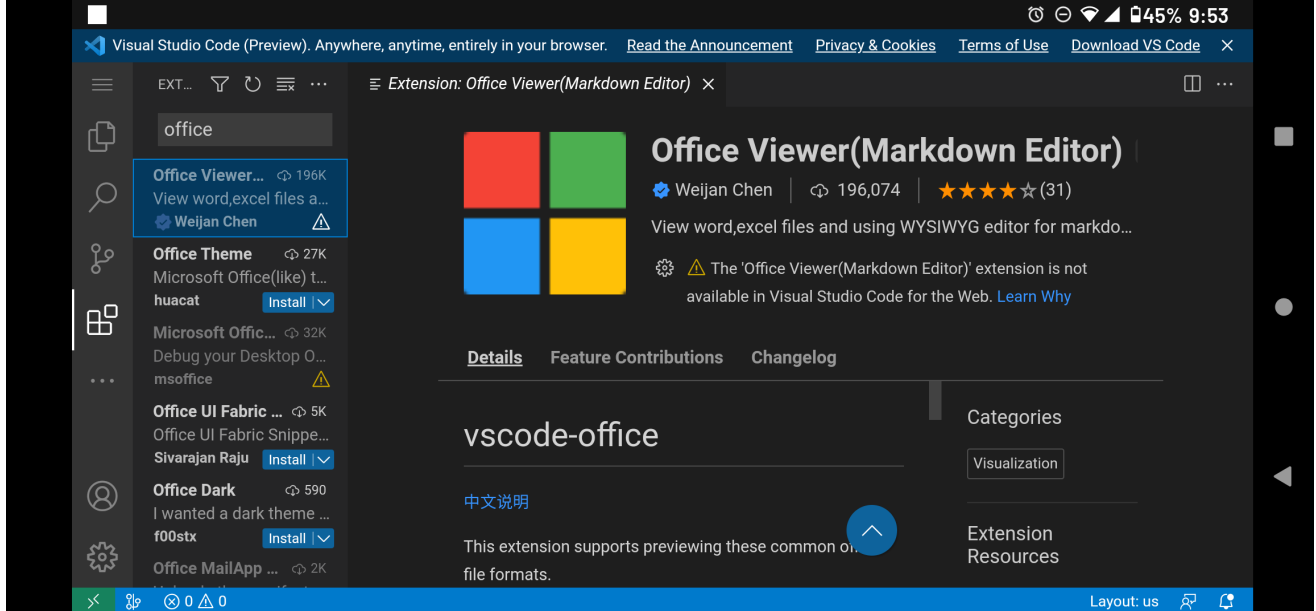 45% 9:53
Visual Studio Code (Preview). Anywhere, anytime, entirely in your browser. Read the Announcement Privacy & Cookies Terms of Use Download VS Code
EXT...
Extension: Office Viewer(Markdown Editor)
office
Office Viewer... 196K
View word,excel files a...
Weijan Chen
Office Theme 27K
Microsoft Office(like) t...
huacat Install
Microsoft Offic... 32K
Debug your Desktop O...
msoffice
Office UI Fabric ... 5K
Office UI Fabric Snippe...
Sivarajan Raju Install
Office Dark 590
I wanted a dark theme ...
f00stx Install
Office MailApp ... 2K
Office Viewer(Markdown Editor)
Weijan Chen 196,074 (31)
View word,excel files and using WYSIWYG editor for markdo...
The 'Office Viewer(Markdown Editor)' extension is not
available in Visual Studio Code for the Web. Learn Why
Details Feature Contributions Changelog
vscode-office
中文说明
This extension supports previewing these common
file formats.
Categories
Visualization
Extension
Resources
0 0
Layout: us